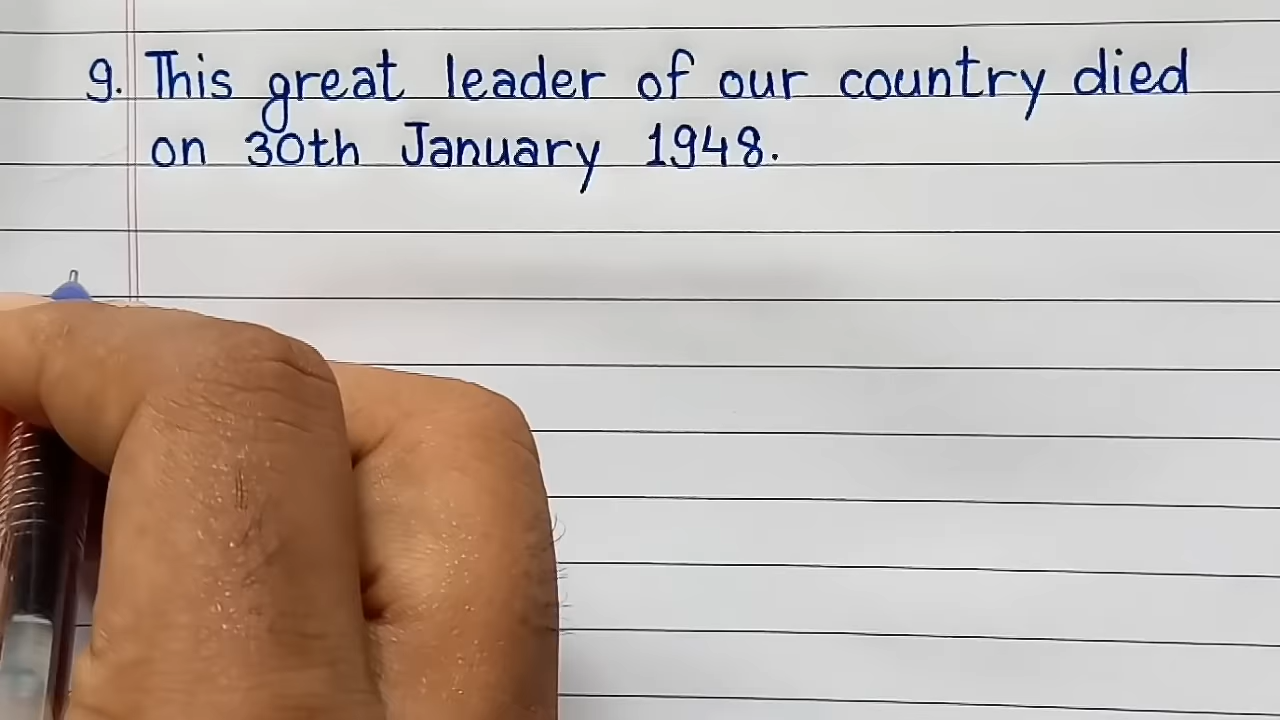 9. This great leader of our country died
on 30th January 1948.